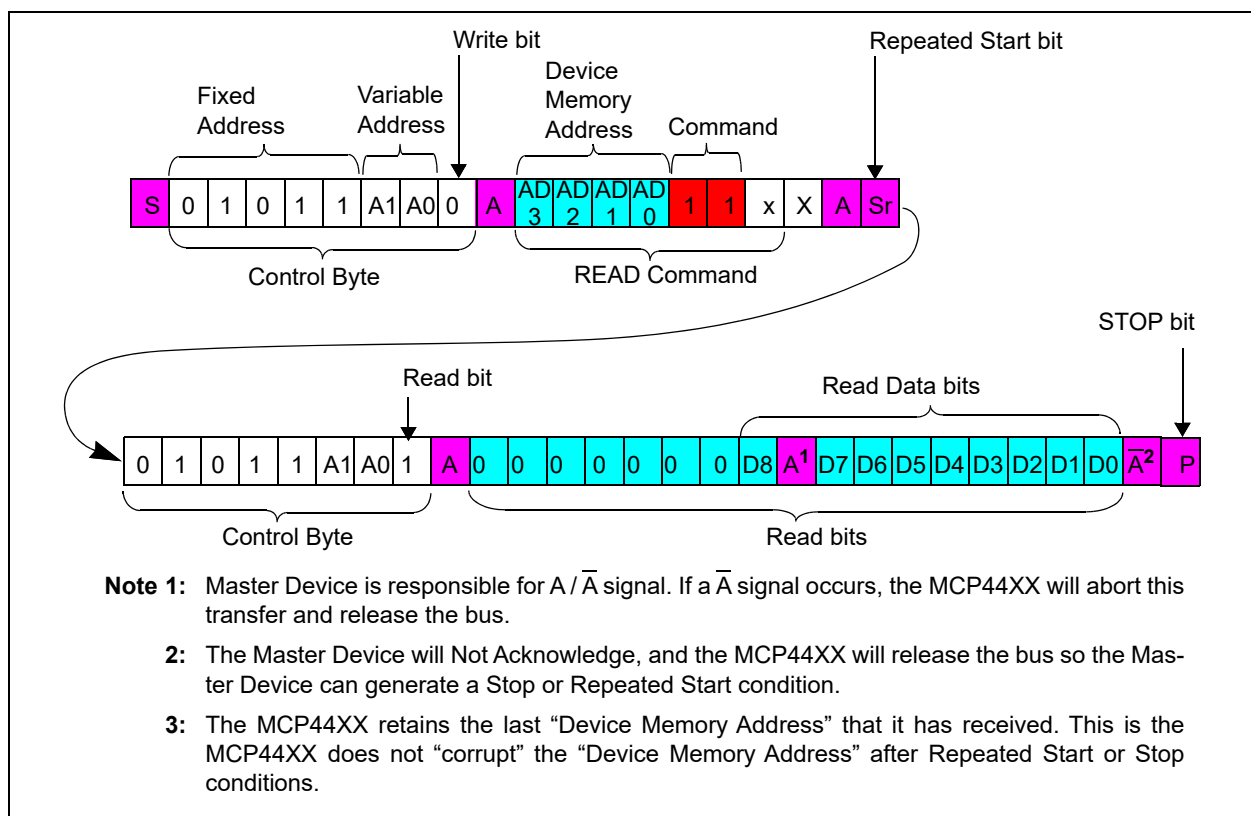 Write bit
Repeated Start bit
Device
Memory
Address
Fixed
Address
Variable
Address
Command
S 0 1 0 1 1 A1 A0 0 A AD3 AD2 AD1 AD0 1 1 x X A Sr
Control Byte
READ Command
STOP bit
Read bit
Read Data bits
0 1 0 1 1 A1 A0 1 A 0 0 0 0 0 0 0 D8 A¹ D7 D6 D5 D4 D3 D2 D1 D0 A̅² P
Control Byte
Read bits
Note 1: Master Device is responsible for A / A̅ signal. If a A̅ signal occurs, the MCP44XX will abort this
transfer and release the bus.
2: The Master Device will Not Acknowledge, and the MCP44XX will release the bus so the Mas-
ter Device can generate a Stop or Repeated Start condition.
3: The MCP44XX retains the last “Device Memory Address” that it has received. This is the
MCP44XX does not “corrupt” the “Device Memory Address” after Repeated Start or Stop
conditions.